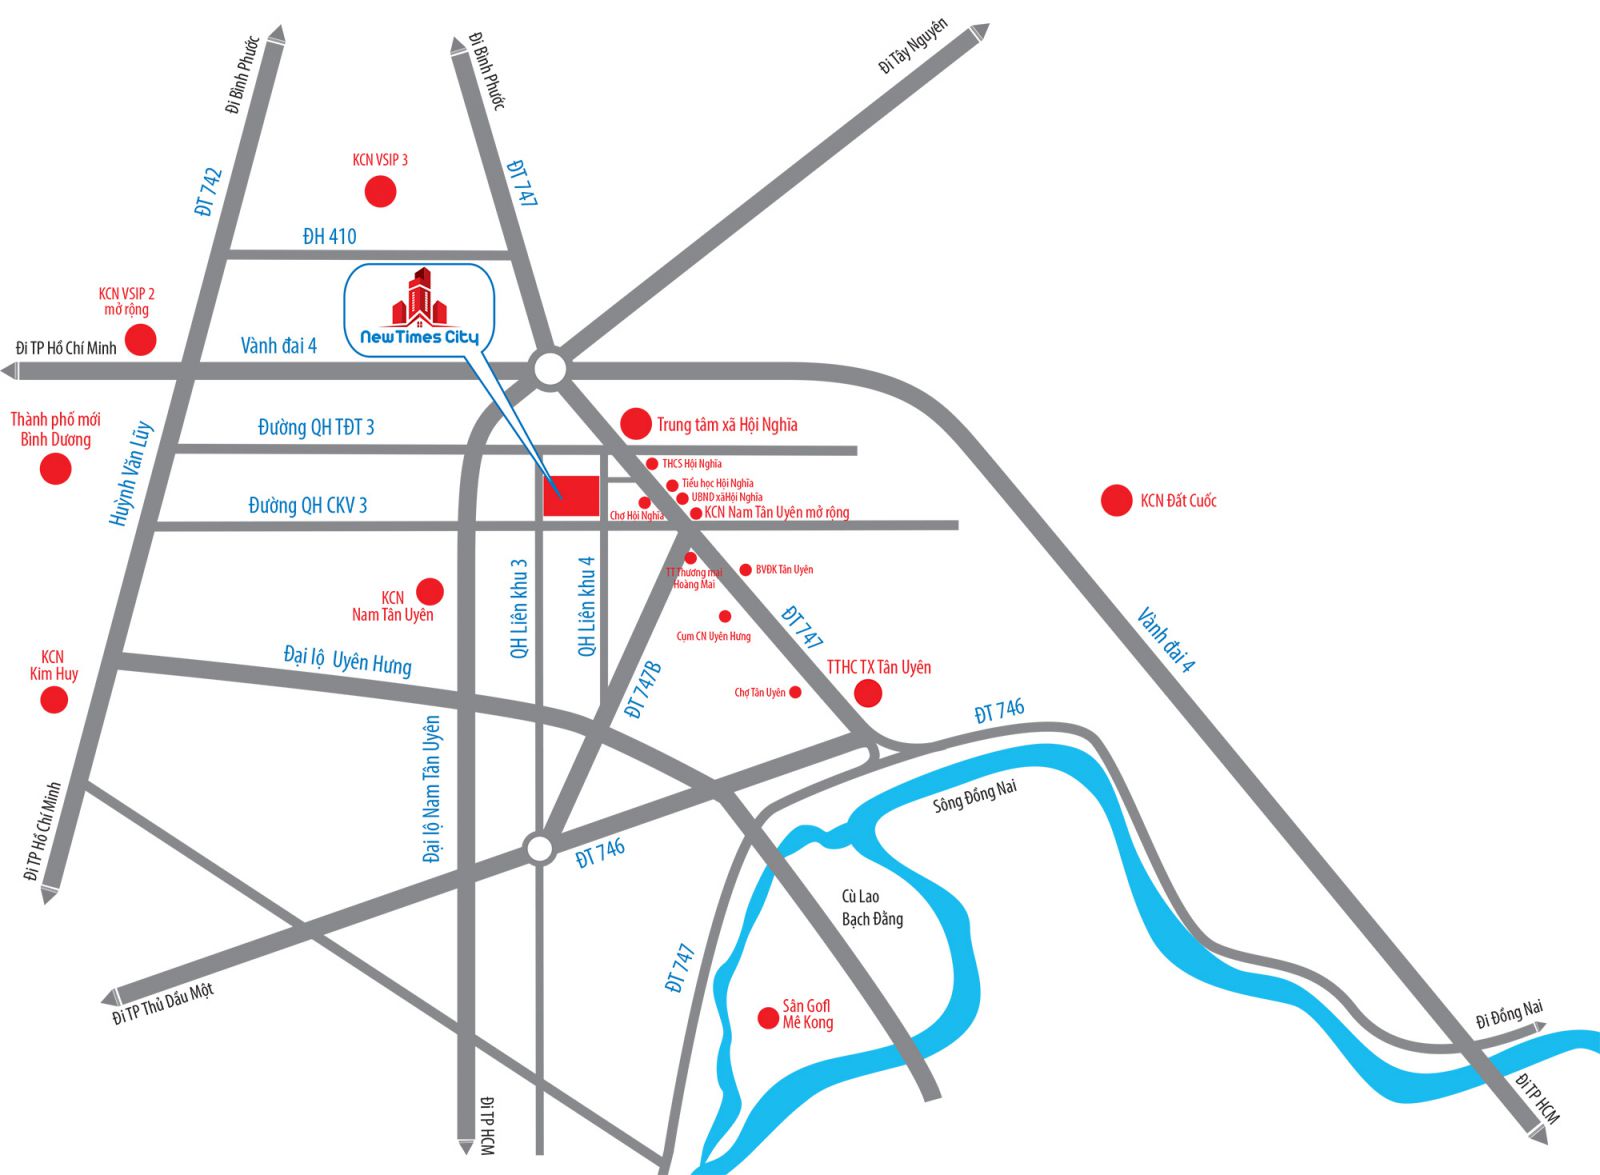 Đi Bình Phước
Đi Bình Phước
Đi Tây Nguyên
KCN VSIP 3
ĐT 742
ĐT 747
ĐH 410
KCN VSIP 2
mở rộng
NewTimes City
Đi TP Hồ Chí Minh
Vành đai 4
Thành phố mới
Bình Dương
Huỳnh Văn Lũy
Đường QH TĐT 3
Trung tâm xã Hội Nghĩa
THCS Hội Nghĩa
Tiểu học Hội Nghĩa
UBND xãHội Nghĩa
Chợ Hội Nghĩa
KCN Nam Tân Uyên mở rộng
Đường QH CKV 3
KCN Đất Cuốc
TT Thương mại
Hoàng Mai
BVĐK Tân Uyên
KCN
Nam Tân Uyên
QH Liên khu 3
QH Liên khu 4
Cụm CN Uyên Hưng
ĐT 747
Vành đai 4
KCN
Kim Huy
Đại lộ Uyên Hưng
ĐT 747B
Chợ Tân Uyên
TTHC TX Tân Uyên
ĐT 746
Đại lộ Nam Tân Uyên
Sông Đồng Nai
Đi TP Hồ Chí Minh
ĐT 746
Cù Lao
Bạch Đằng
ĐT 747
Đi TP Thủ Dầu Một
Sân Gofl
Mê Kong
Đi Đồng Nai
Đi TP HCM
Đi TP HCM